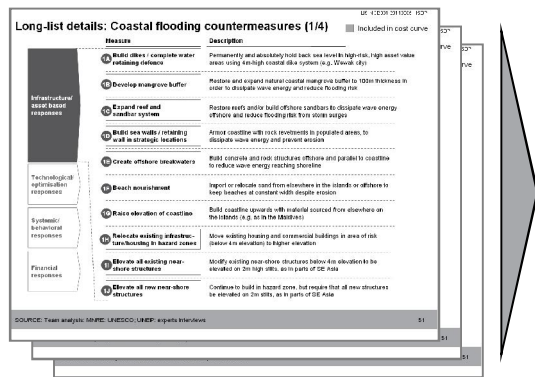 Long-list details: Coastal flooding countermeasures (1/4)
Included in cost curve
Measure
Description
Infrastructure/
asset based
responses
Technological/
optimisation
responses
Systemic/
behavioral
responses
Financial
responses
1A Build dikes / complete water
retaining defence
Permanently and absolutely hold back sea level in high-risk, high asset value
areas using 4m-high coastal dike system (e.g., Wewak city)
1B Develop mangrove buffer
Restore and expand natural coastal mangrove buffer to 100m thickness in
order to dissipate wave energy and reduce flooding risk
1C Expand reef and
sandbar system
Restore reefs and/or build offshore sandbars to dissipate wave energy
offshore and reduce flooding risk from storm surges
1D Build sea walls / retaining
wall in strategic locations
Armor coastline with rock revetments in populated areas, to
dissipate wave energy and prevent erosion
1E Create offshore breakwaters
Build concrete and rock structures offshore and parallel to coastline
to reduce wave energy reaching shoreline
1F Beach nourishment
Import or relocate sand from elsewhere in the islands or offshore to
keep beaches at constant width despite erosion
1G Raise elevation of coastline
Build coastline upwards with material sourced from elsewhere on
the islands (e.g. as in the Maldives)
1H Relocate existing infrastruc-
ture/housing in hazard zones
Move existing housing and commercial buildings in area of risk
(below 4m elevation) to higher elevation
1I Elevate all existing near-
shore structures
Modify existing near-shore structures below 4m elevation to be
elevated on 2m high stilts, as in parts of SE Asia
1J Elevate all new near-shore
structures
Continue to build in hazard zone, but require that all new structures
be elevated on 2m stilts, as in parts of SE Asia
SOURCE: Team analysis; MNRE; UNESCO; UNEP; experts interviews
51
rve
rve
51
51